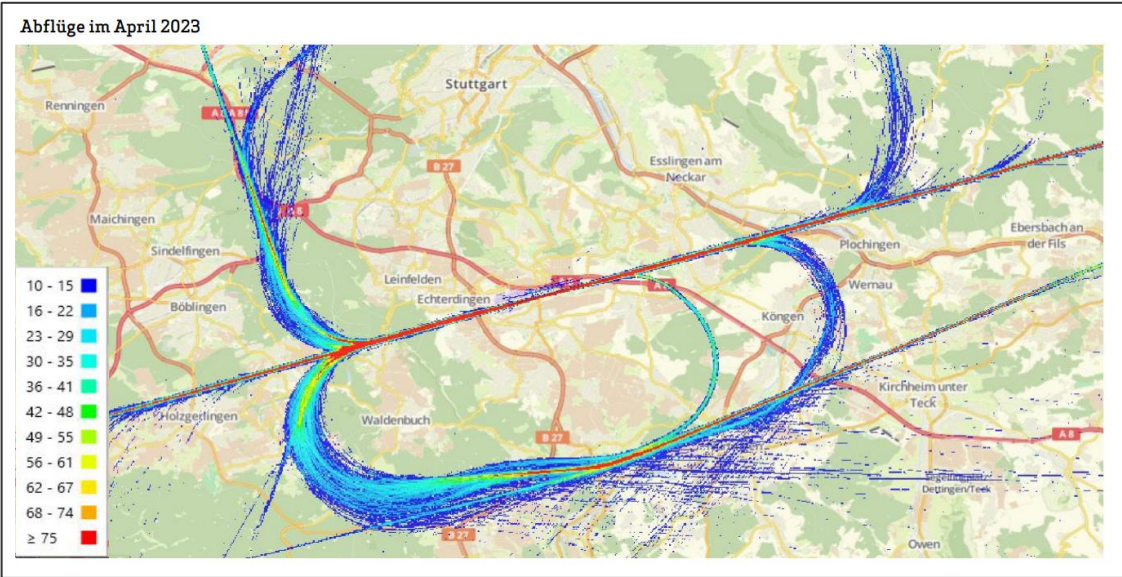 Abflüge im April 2023
Stuttgart
Renningen
B 27
Esslingen am
Neckar
Maichingen
Sindelfingen
Plochingen
Ebersbach an
der Fils
Leinfelden
Wernau
Echterdingen
Böblingen
Köngen
Kirchheim unter
Teck
Holzgerlingen
Waldenbuch
B 27
A 8
Dettingen/Teck
B 27
Owen
10 - 15
16 - 22
23 - 29
30 - 35
36 - 41
42 - 48
49 - 55
56 - 61
62 - 67
68 - 74
≥ 75